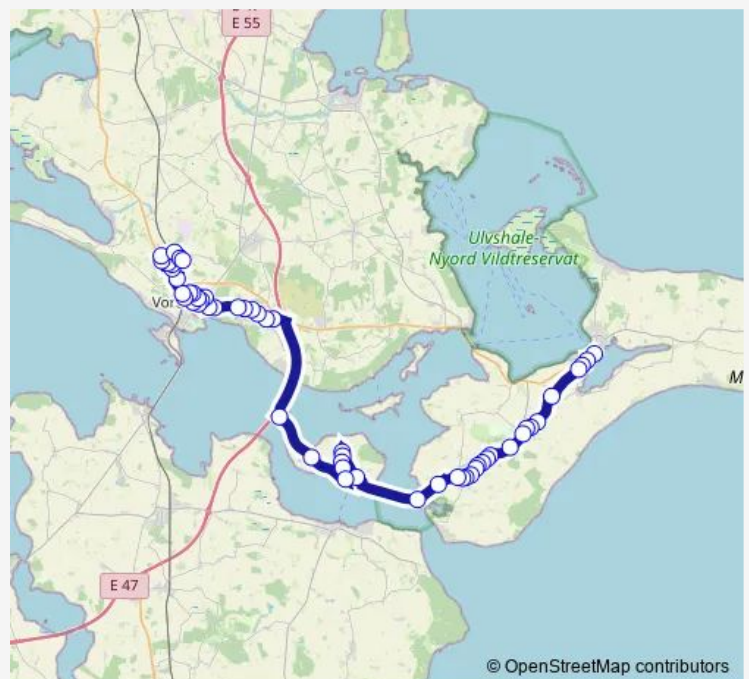 E 55
Ulvshale-
Nyord Vildtreservat
Vor
M
E 47
© OpenStreetMap contributors